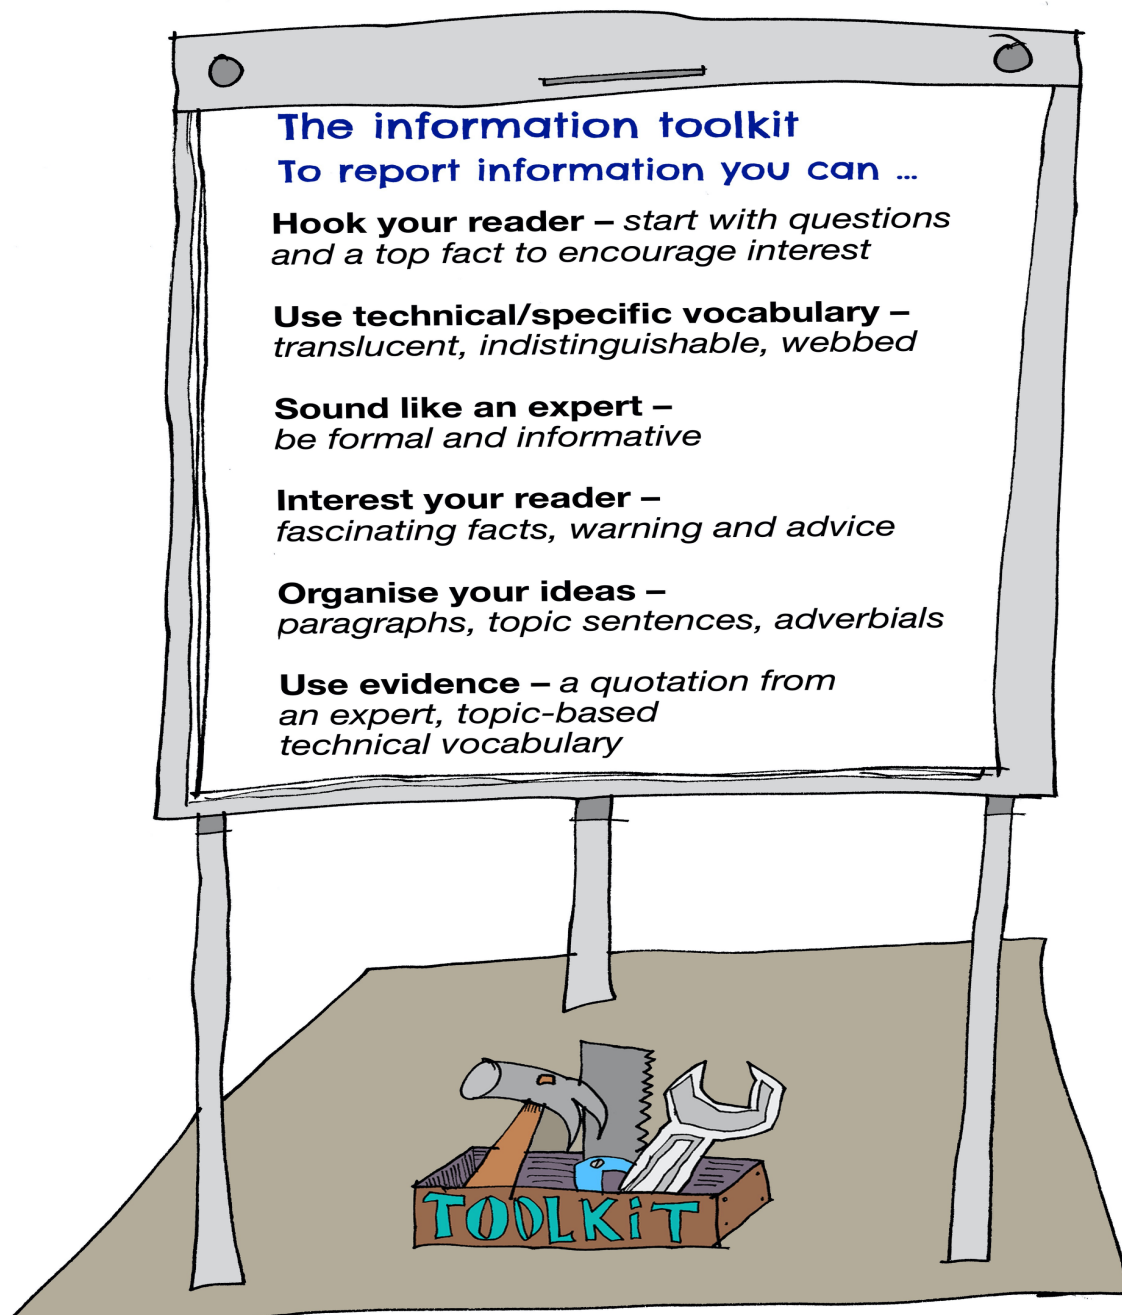 The information toolkit
To report information you can ...
Hook your reader – start with questions
and a top fact to encourage interest
Use technical/specific vocabulary –
translucent, indistinguishable, webbed
Sound like an expert –
be formal and informative
Interest your reader –
fascinating facts, warning and advice
Organise your ideas –
paragraphs, topic sentences, adverbials
Use evidence – a quotation from
an expert, topic-based
technical vocabulary
TOOLKiT